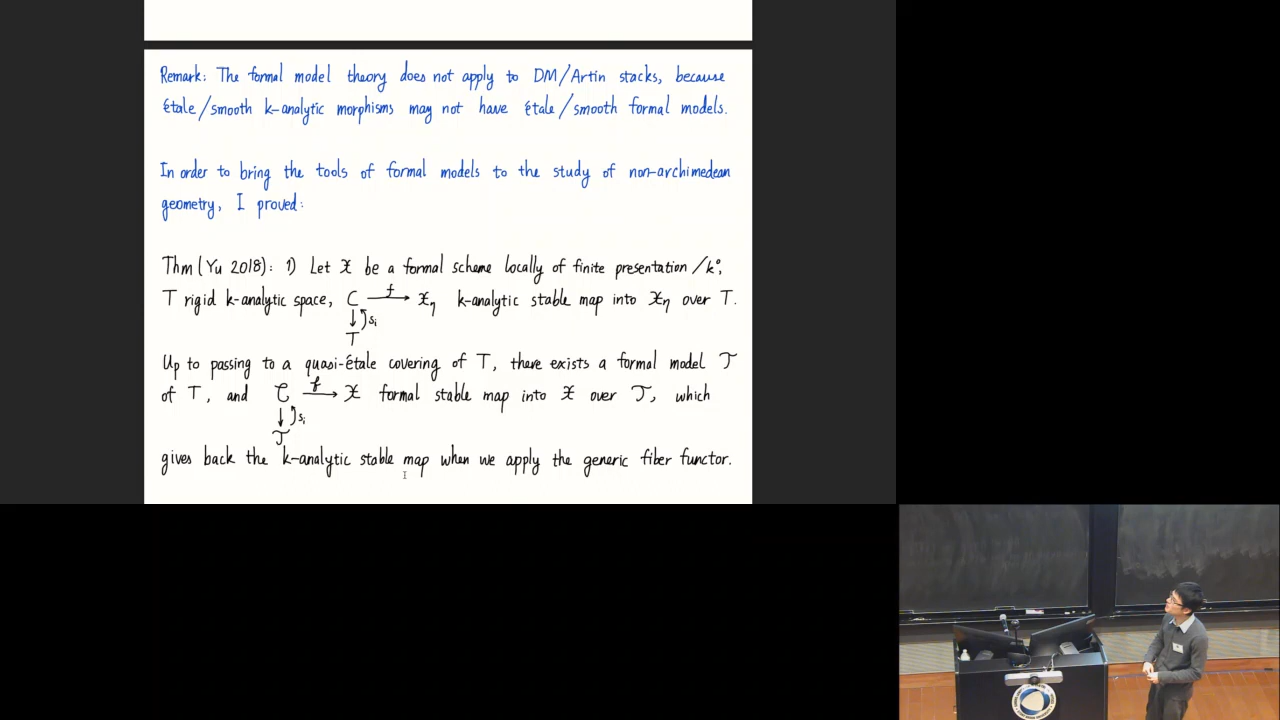 Remark: The formal model theory does not apply to DM/Artin stacks, because
étale/smooth k-analytic morphisms may not have étale/smooth formal models.
In order to bring the tools of formal models to the study of non-archimedean
geometry, I proved:
Thm (Yu 2018): 1) Let 𝔛 be a formal scheme locally of finite presentation /k°,
T rigid k-analytic space, C →f 𝔛η k-analytic stable map into 𝔛η over T.
↓ ↑ si
T
Up to passing to a quasi-étale covering of T, there exists a formal model 𝒯
of T, and 𝒞 →f 𝔛 formal stable map into 𝔛 over 𝒯, which
↓ ↑ si
𝒯
gives back the k-analytic stable map when we apply the generic fiber functor.